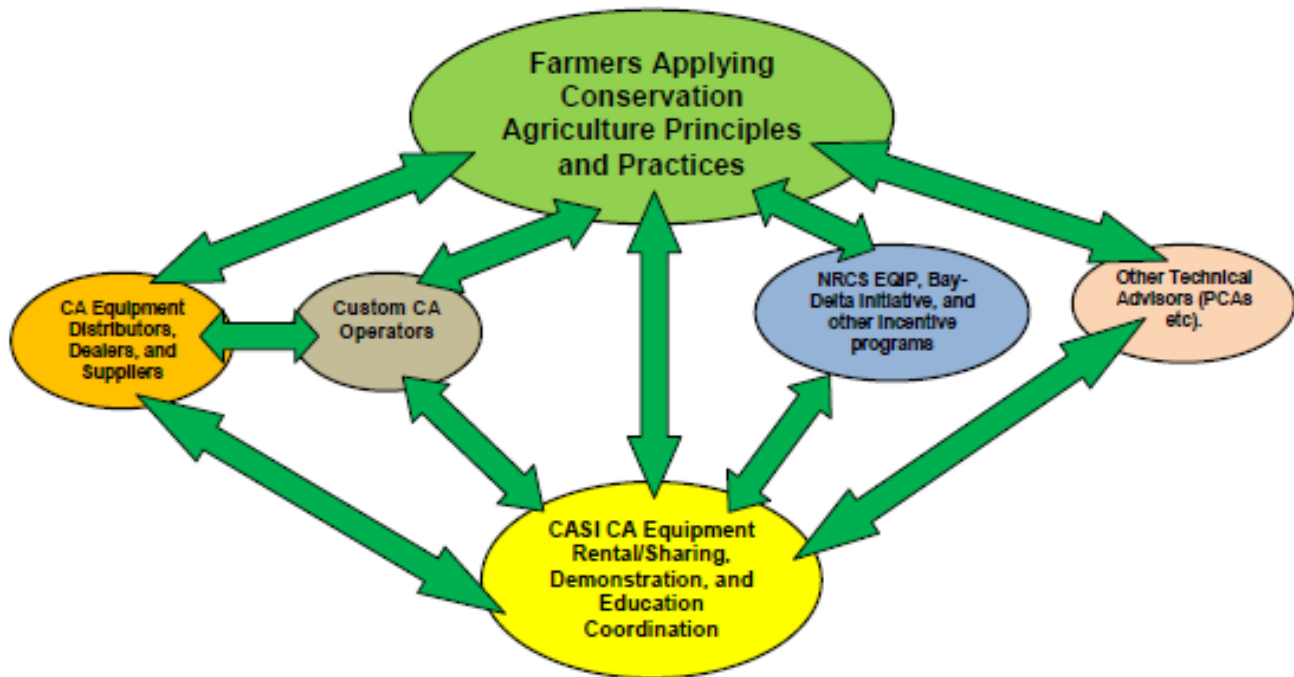 Farmers Applying
Conservation
Agriculture Principles
and Practices
CA Equipment
Distributors,
Dealers, and
Suppliers
Custom CA
Operators
NRCS EQIP, Bay-
Delta Initiative, and
other incentive
programs
Other Technical
Advisors (PCAs
etc).
CASI CA Equipment
Rental/Sharing,
Demonstration, and
Education
Coordination